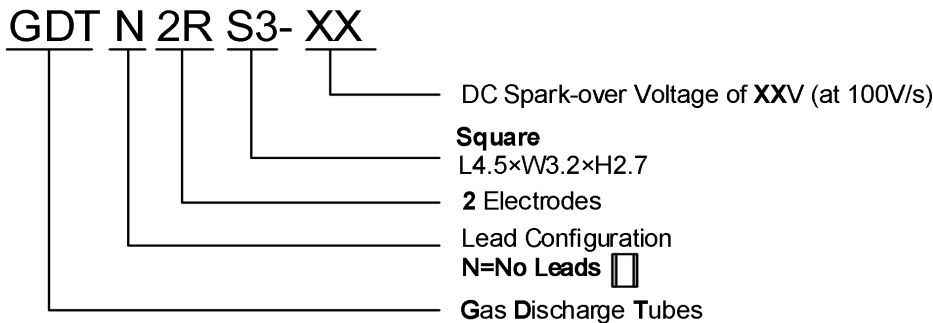 GDT N 2R S3- XX
DC Spark-over Voltage of XXV (at 100V/s)
Square
L4.5×W3.2×H2.7
2 Electrodes
Lead Configuration
N=No Leads
Gas Discharge Tubes